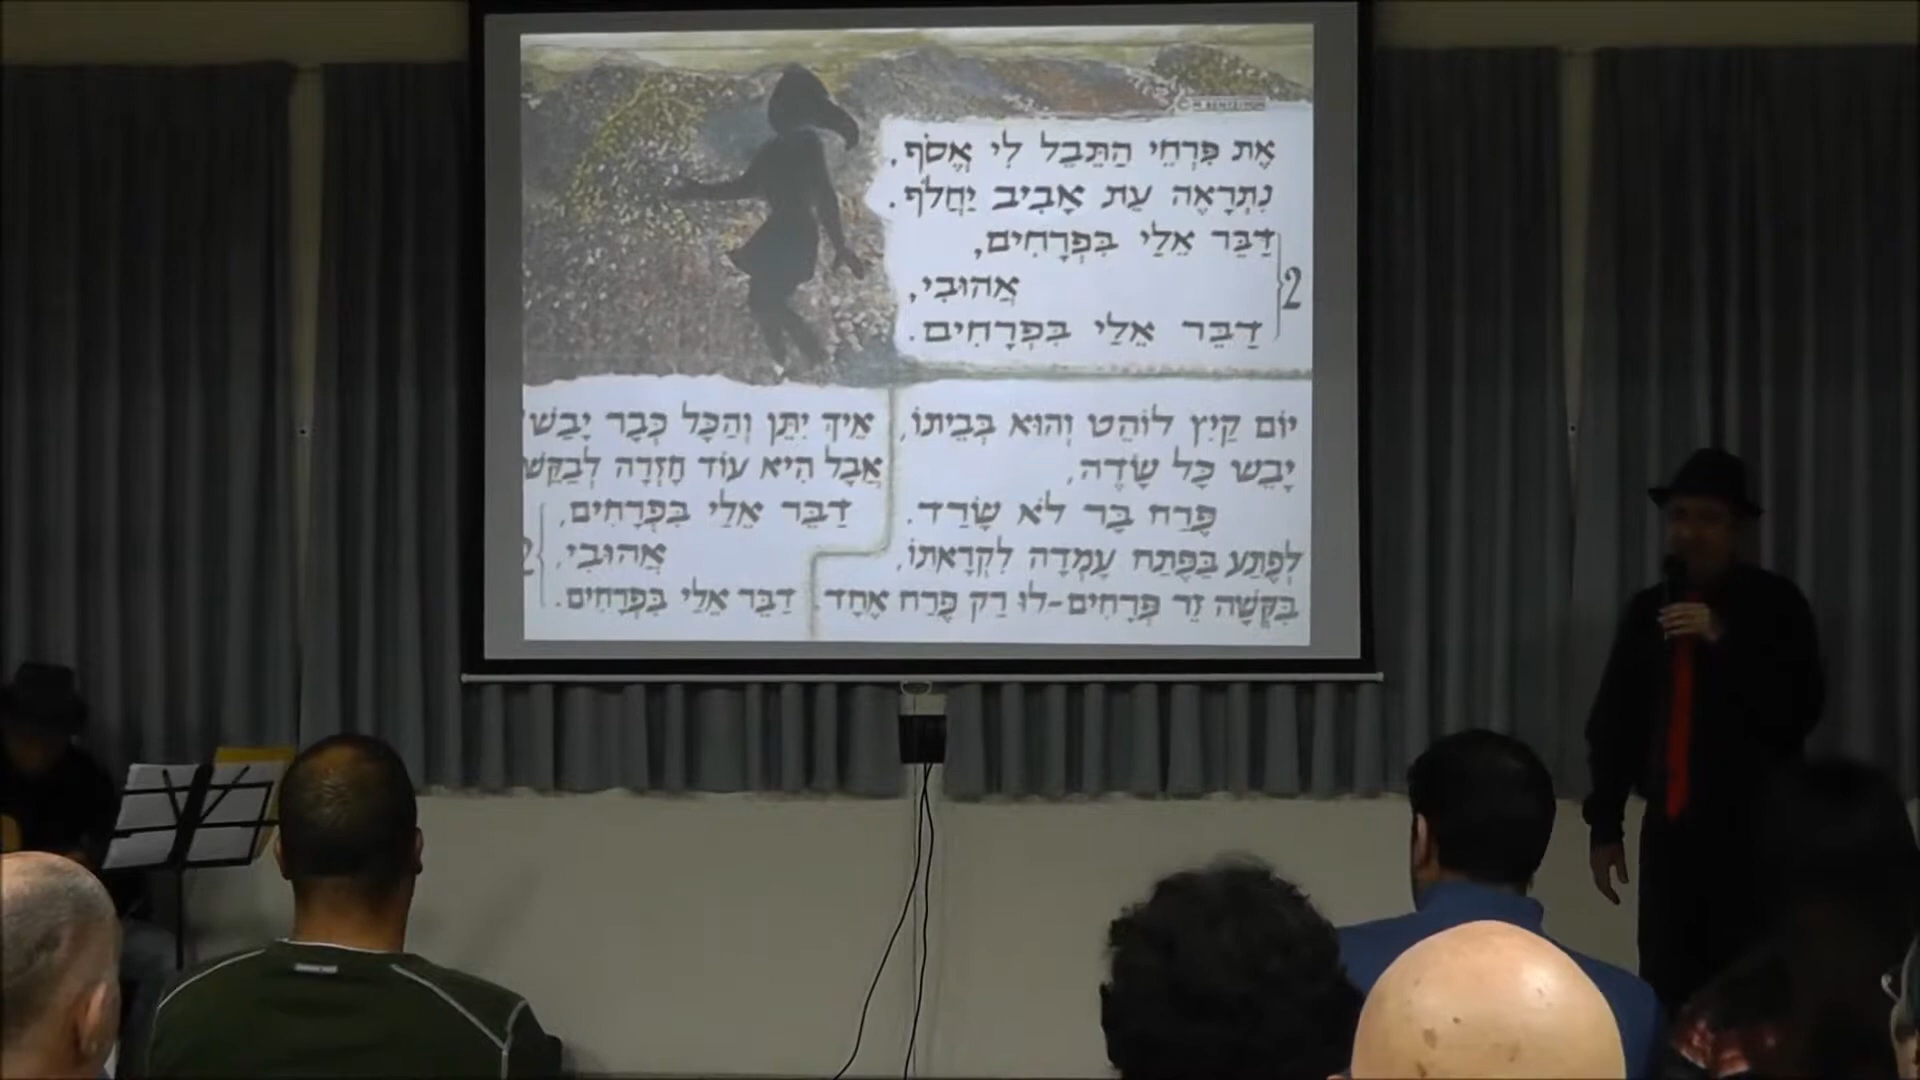 אֶת פִּרְחֵי הַתֵּבֵל לִי אֱסֹף,
נִתְרָאֶה עֵת אָבִיב יַחֲלֹף.
דַּבֵּר אֵלַי בִּפְרָחִים,
אֲהוּבִי,
דַּבֵּר אֵלַי בִּפְרָחִים.
2
יוֹם קַיִץ לוֹהֵט וְהוּא בְּבֵיתוֹ,
יָבֵשׁ כָּל שָׂדֶה,
פֶּרַח בָּר לֹא שָׂרַד.
לְפֶתַע בַּפֶּתַח עָמְדָה לִקְרָאתוֹ,
בִּקְּשָׁה זֵר פְּרָחִים-לוּ רַק פֶּרַח אֶחָד.
אֵיךְ יִתֵּן וְהַכָּל כְּבָר יָבַשׁ
אֲבָל הִיא עוֹד חָזְרָה לְבַקֵּשׁ
דַּבֵּר אֵלַי בִּפְרָחִים,
אֲהוּבִי,
דַּבֵּר אֵלַי בִּפְרָחִים.